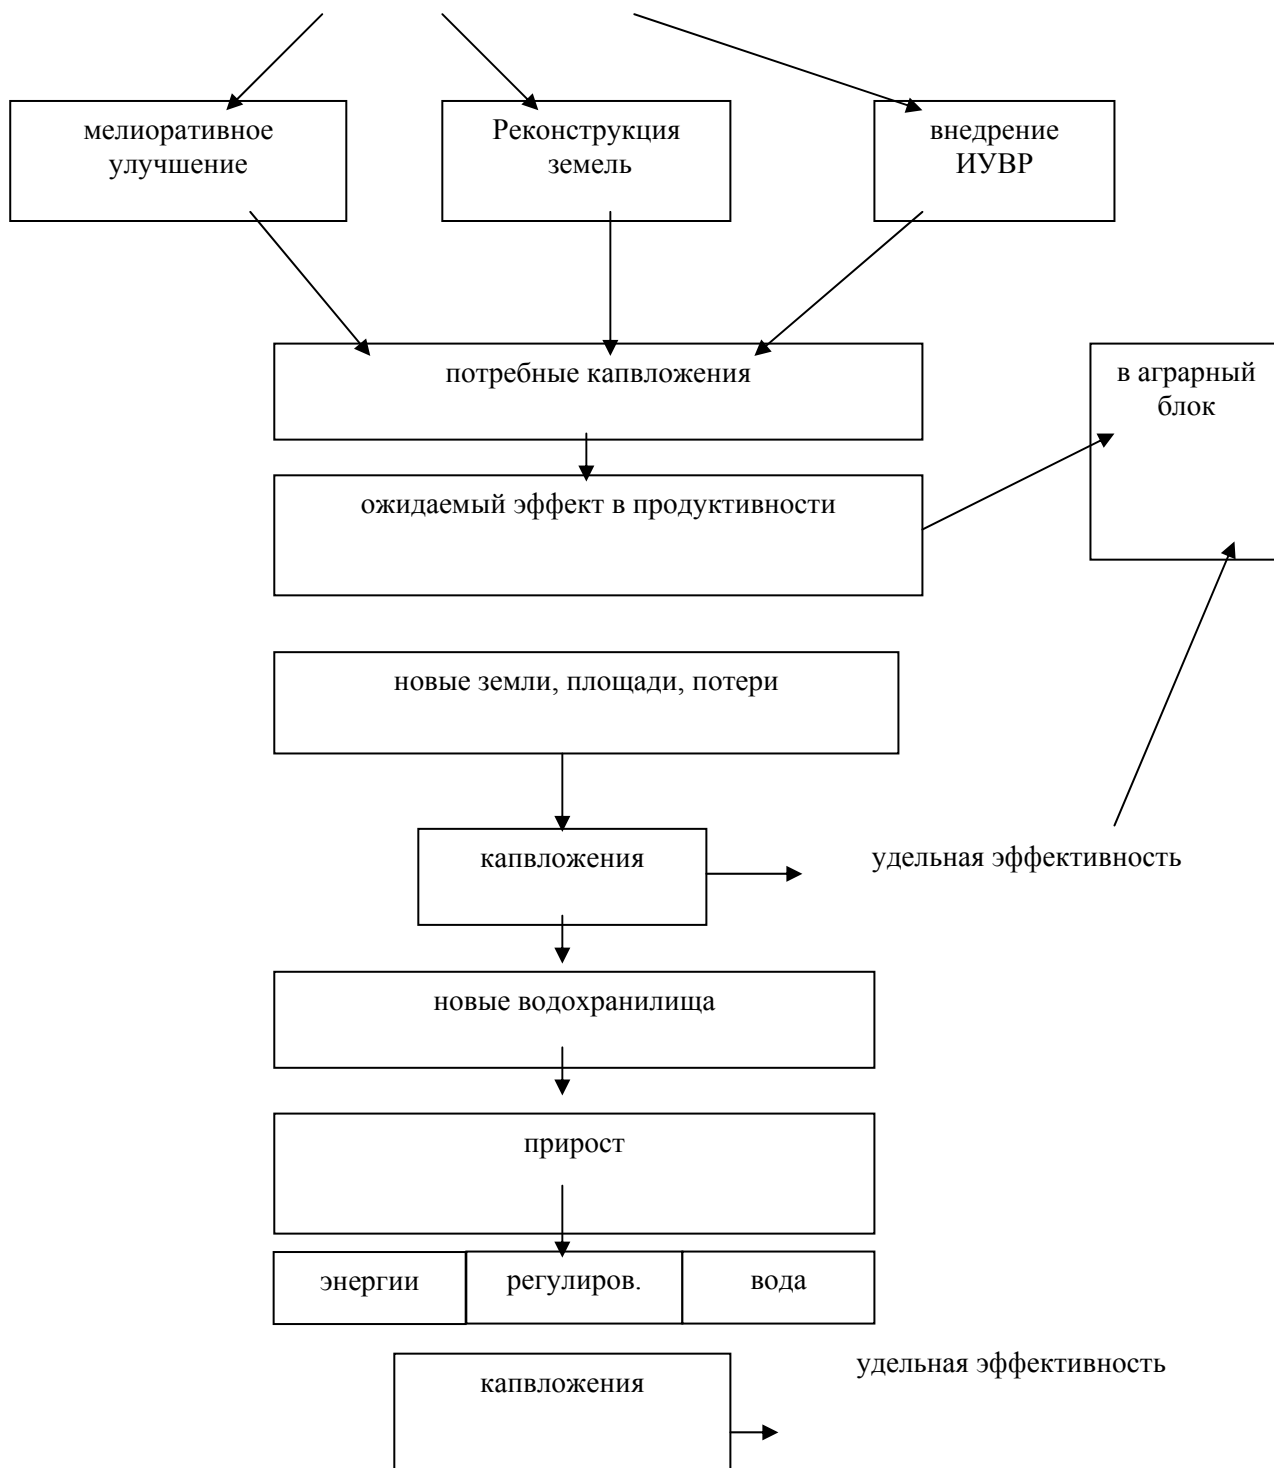 мелиоративное
улучшение
Реконструкция
земель
внедрение
ИУВР
потребные капвложения
в аграрный
блок
ожидаемый эффект в продуктивности
новые земли, площади, потери
капвложения
удельная эффективность
новые водохранилища
прирост
энергии
регулиров.
вода
капвложения
удельная эффективность